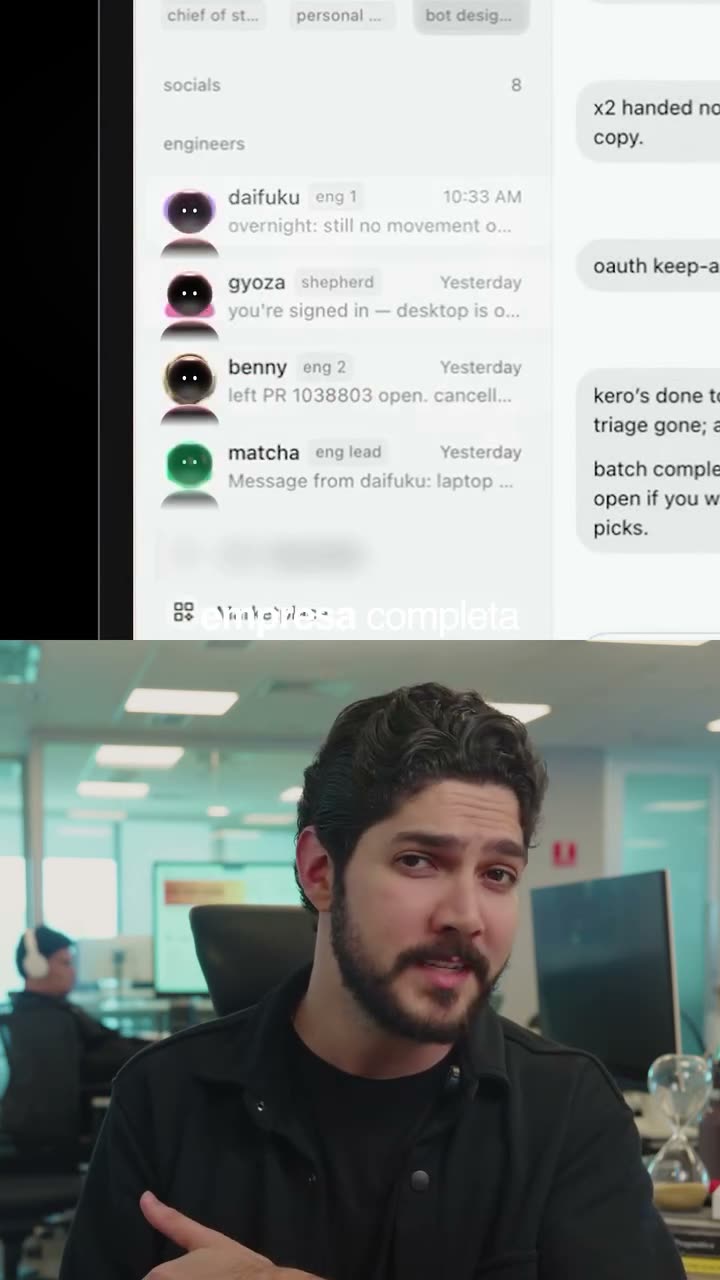 chief of st...
personal ...
bot desig...
socials
8
engineers
daifuku eng 1 10:33 AM
overnight: still no movement o...
gyoza shepherd Yesterday
you're signed in — desktop is o...
benny eng 2 Yesterday
left PR 1038803 open. cancell...
matcha eng lead Yesterday
Message from daifuku: laptop ...
Marketplace
empresa completa
x2 handed no
copy.
oauth keep-a
kero's done to
triage gone; a
batch comple
open if you w
picks.